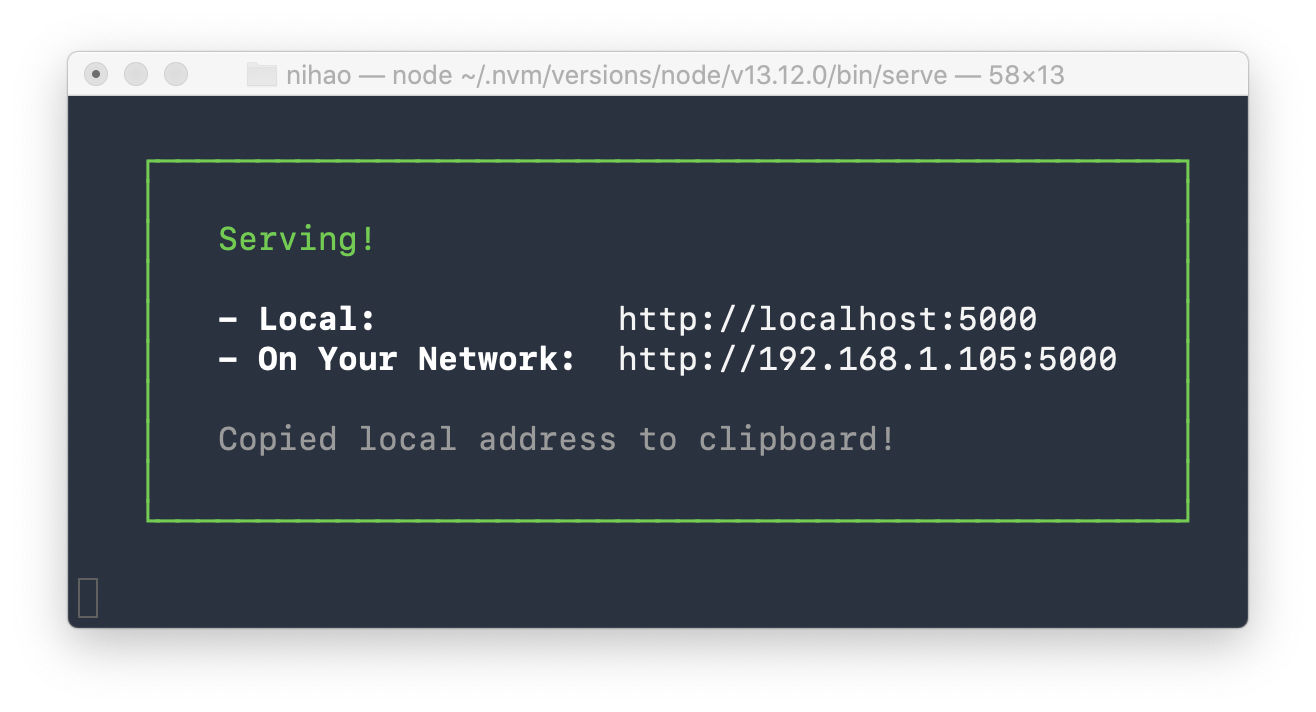 nihao — node ~/.nvm/versions/node/v13.12.0/bin/serve — 58×13
Serving!
- Local: http://localhost:5000
- On Your Network: http://192.168.1.105:5000
Copied local address to clipboard!